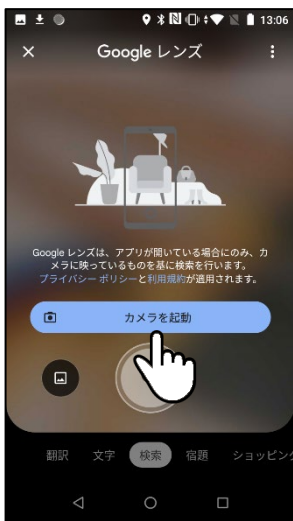 13:06
Google レンズ
Google レンズは、アプリが開いている場合にのみ、カ
メラに映っているものを基に検索を行います。
プライバシー ポリシーと利用規約が適用されます。
カメラを起動
翻訳 文字 検索 宿題 ショッピング